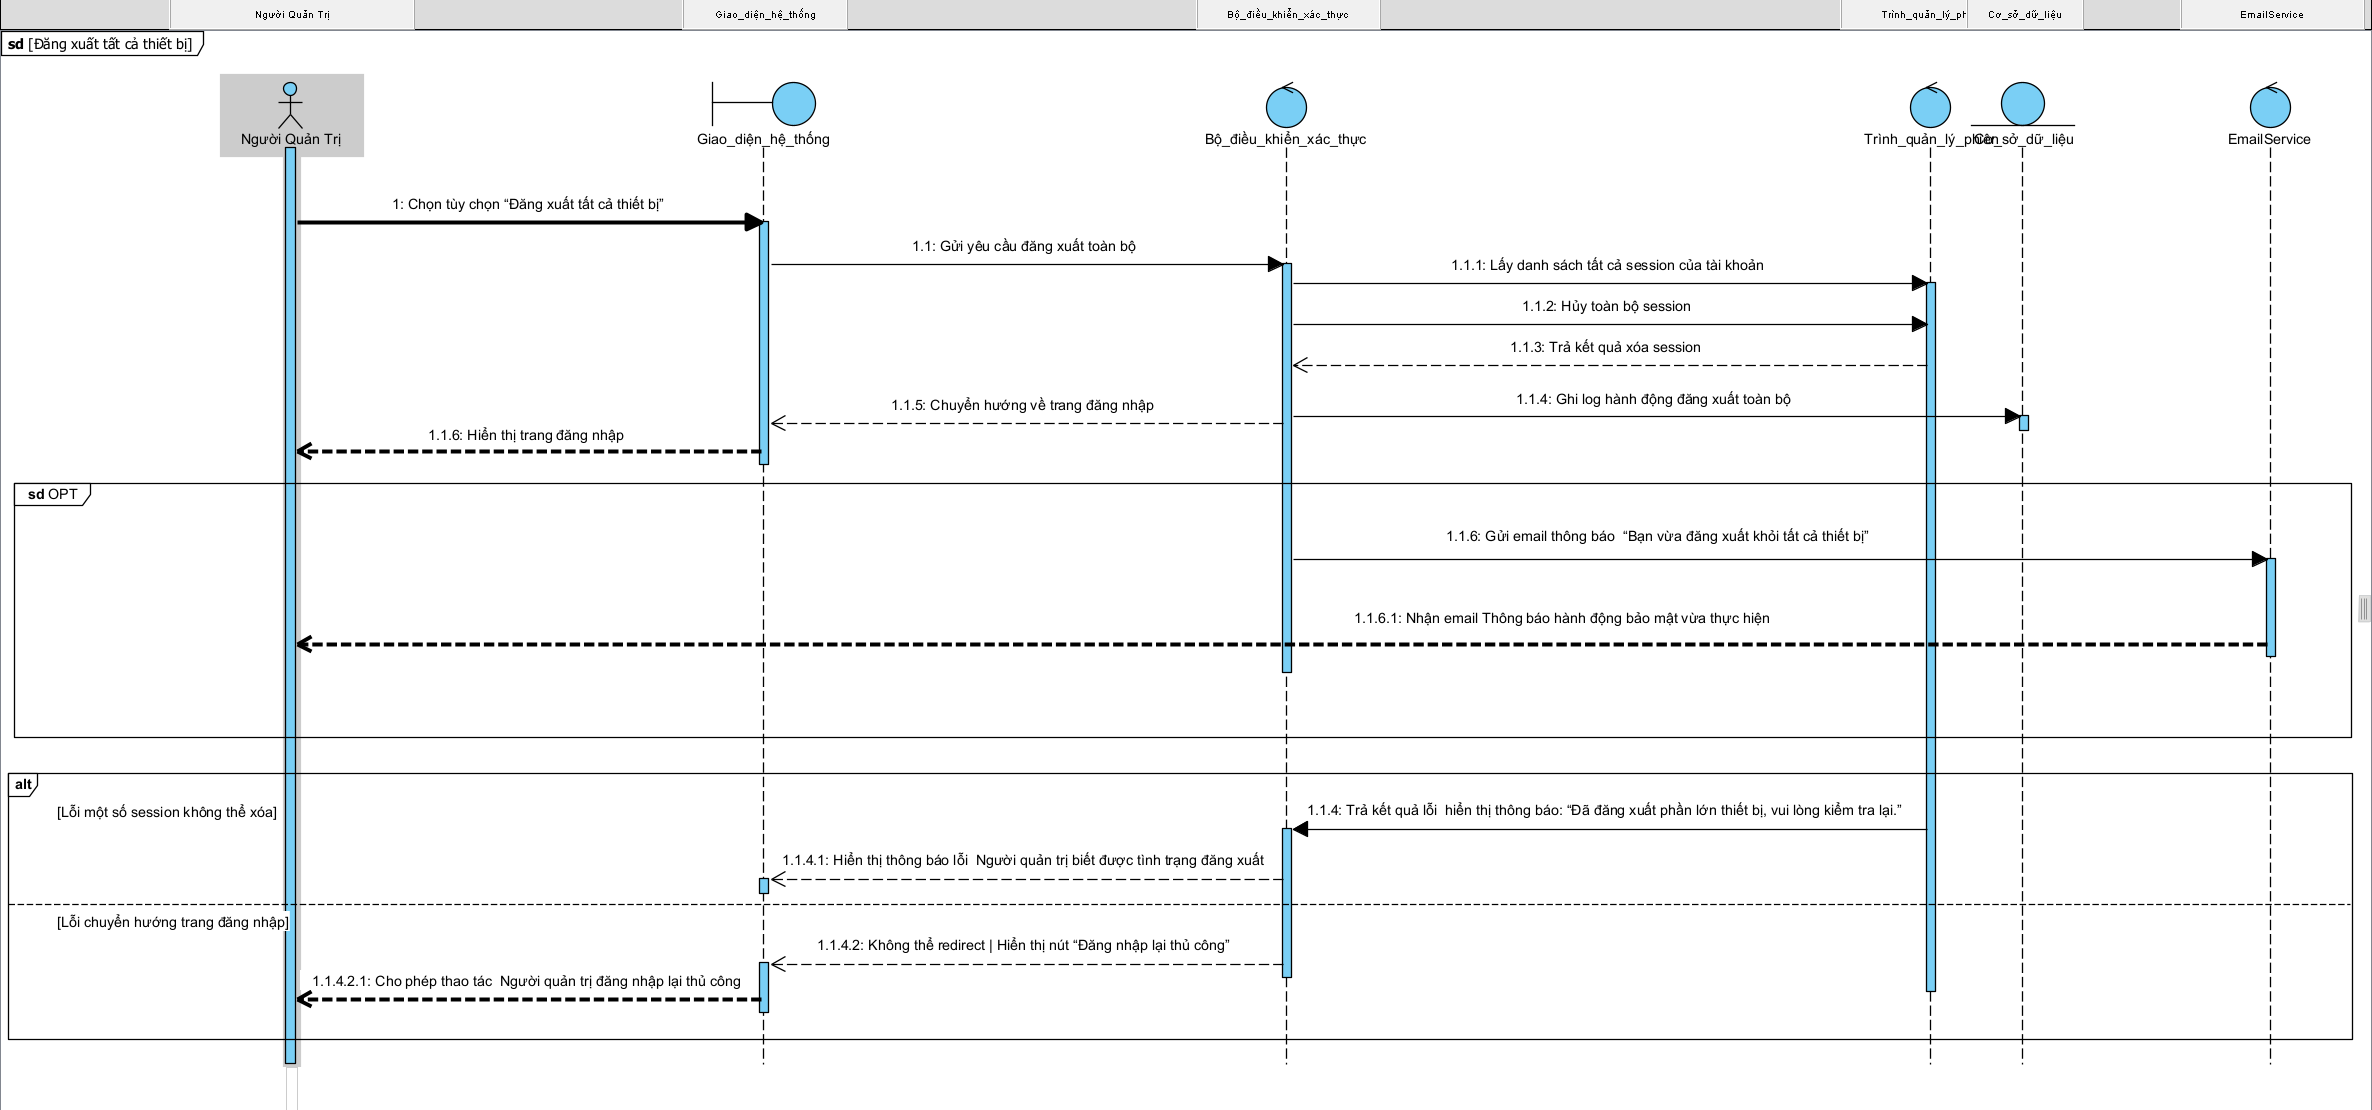 Người Quản Trị
Giao_diện_hệ_thống
Bộ_điều_khiển_xác_thực
Trình_quản_lý_ph
Cơ_sở_dữ_liệu
EmailService
sd [Đăng xuất tất cả thiết bị]
Người Quản Trị
Giao_diện_hệ_thống
Bộ_điều_khiển_xác_thực
Trình_quản_lý_phiên
Cơ_sở_dữ_liệu
EmailService
1: Chọn tùy chọn “Đăng xuất tất cả thiết bị”
1.1: Gửi yêu cầu đăng xuất toàn bộ
1.1.1: Lấy danh sách tất cả session của tài khoản
1.1.2: Hủy toàn bộ session
1.1.3: Trả kết quả xóa session
1.1.4: Ghi log hành động đăng xuất toàn bộ
1.1.5: Chuyển hướng về trang đăng nhập
1.1.6: Hiển thị trang đăng nhập
sd OPT
1.1.6: Gửi email thông báo “Bạn vừa đăng xuất khỏi tất cả thiết bị”
1.1.6.1: Nhận email Thông báo hành động bảo mật vừa thực hiện
alt
[Lỗi một số session không thể xóa]
1.1.4: Trả kết quả lỗi hiển thị thông báo: “Đã đăng xuất phần lớn thiết bị, vui lòng kiểm tra lại.”
1.1.4.1: Hiển thị thông báo lỗi Người quản trị biết được tình trạng đăng xuất
[Lỗi chuyển hướng trang đăng nhập]
1.1.4.2: Không thể redirect | Hiển thị nút “Đăng nhập lại thủ công”
1.1.4.2.1: Cho phép thao tác Người quản trị đăng nhập lại thủ công